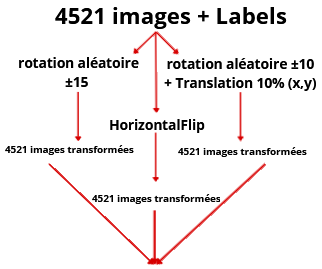 4521 images + Labels
rotation aléatoire
±15
rotation aléatoire ±10
+ Translation 10% (x,y)
HorizontalFlip
4521 images transformées
4521 images transformées
4521 images transformées